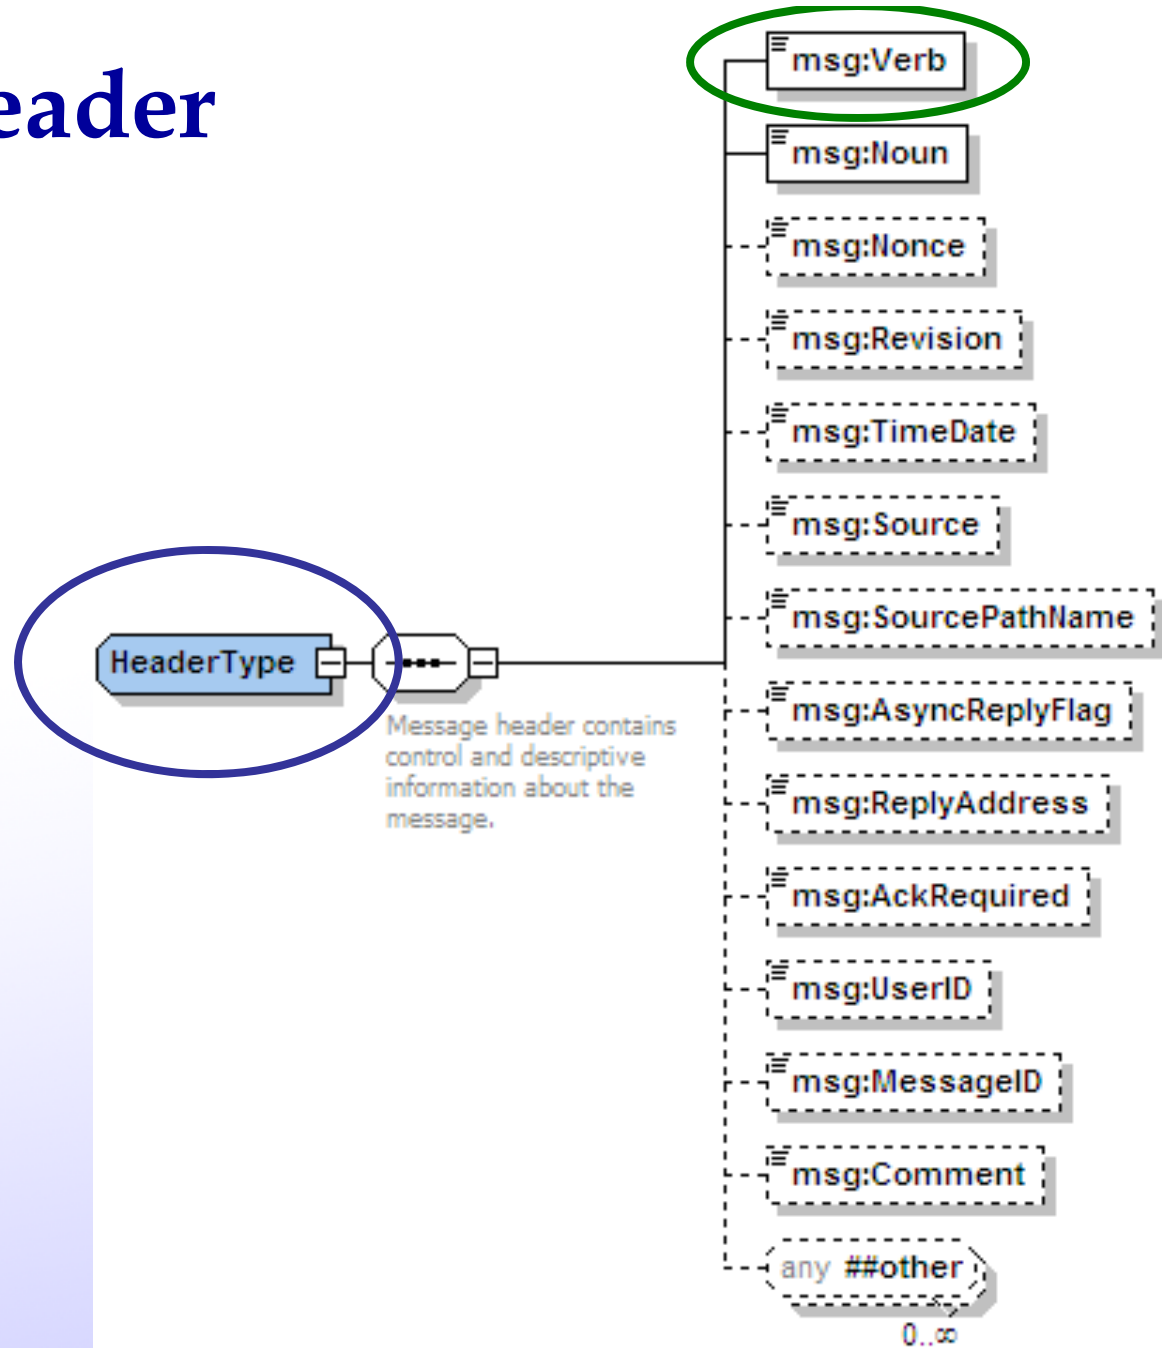 eader
msg:Verb
msg:Noun
msg:Nonce
msg:Revision
msg:TimeDate
msg:Source
msg:SourcePathName
HeaderType
Message header contains
control and descriptive
information about the
message.
msg:AsyncReplyFlag
msg:ReplyAddress
msg:AckRequired
msg:UserID
msg:MessageID
msg:Comment
any ##other
0..∞